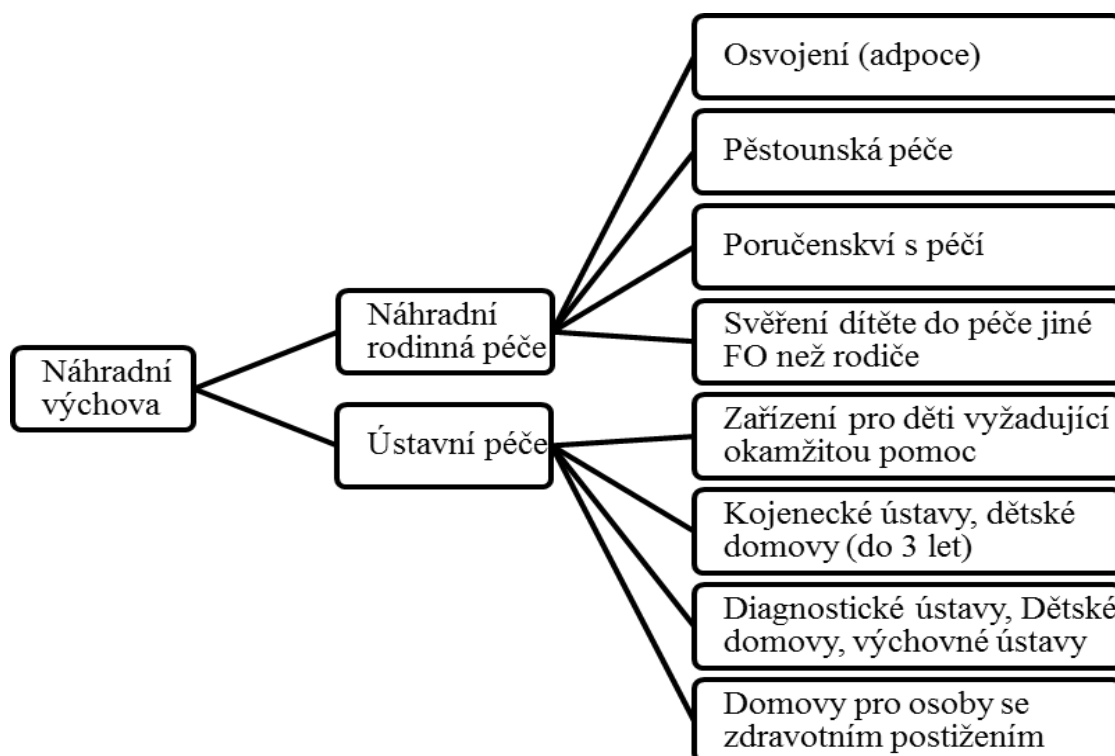 Náhradní
výchova
Náhradní
rodinná péče
Ústavní péče
Osvojení (adpoce)
Pěstounská péče
Poručenskví s péčí
Svěření dítěte do péče jiné
FO než rodiče
Zařízení pro děti vyžadující
okamžitou pomoc
Kojenecké ústavy, dětské
domovy (do 3 let)
Diagnostické ústavy, Dětské
domovy, výchovné ústavy
Domovy pro osoby se
zdravotním postižením